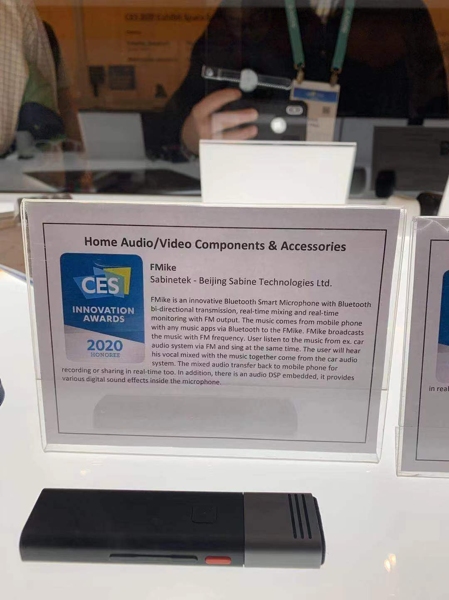 Home Audio/Video Components & Accessories
CES
INNOVATION
AWARDS
2020
HONOREE
FMike
Sabinetek - Beijing Sabine Technologies Ltd.
FMike is an innovative Bluetooth Smart Microphone with Bluetooth
bi-directional transmission, real-time mixing and real-time
monitoring with FM output. The music comes from mobile phone
with any music apps via Bluetooth to the FMike. FMike broadcasts
the music with FM frequency. User listen to the music from ex. car
audio system via FM and sing at the same time. The user will hear
his vocal mixed with the music together come from the car audio
system. The mixed audio transfer back to mobile phone for
recording or sharing in real-time too. In addition, there is an audio DSP embedded, it provides
various digital sound effects inside the microphone.
in real